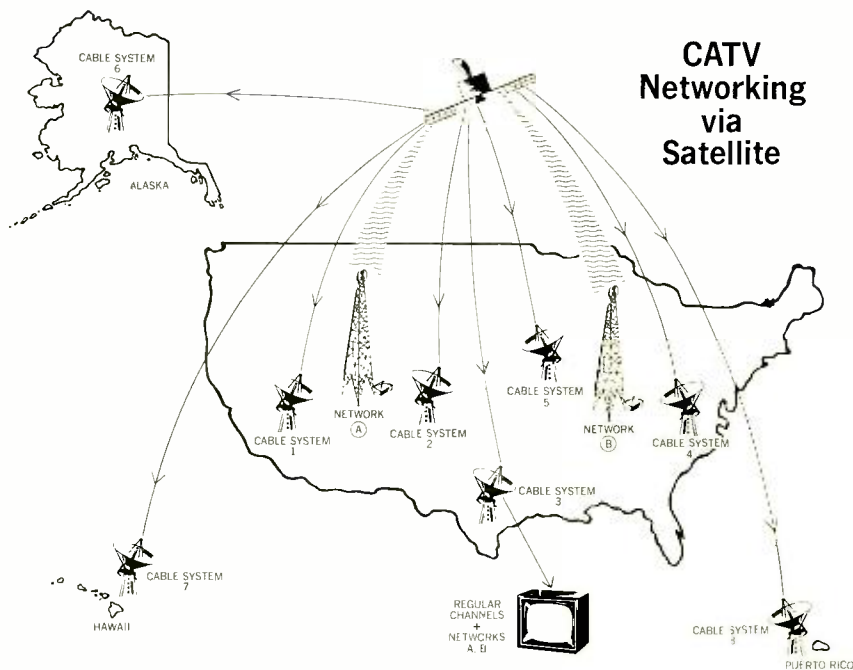 CATV
Networking
via
Satellite
CABLE SYSTEM
6
ALASKA
CABLE SYSTEM
5
NETWORK
A
CABLE SYSTEM
1
CABLE SYSTEM
2
NETWORK
B
CABLE SYSTEM
4
CABLE SYSTEM
3
CABLE SYSTEM
7
HAWAII
REGULAR
CHANNELS
+
NETWORKS
A, B
CABLE SYSTEM
PUERTO RICO